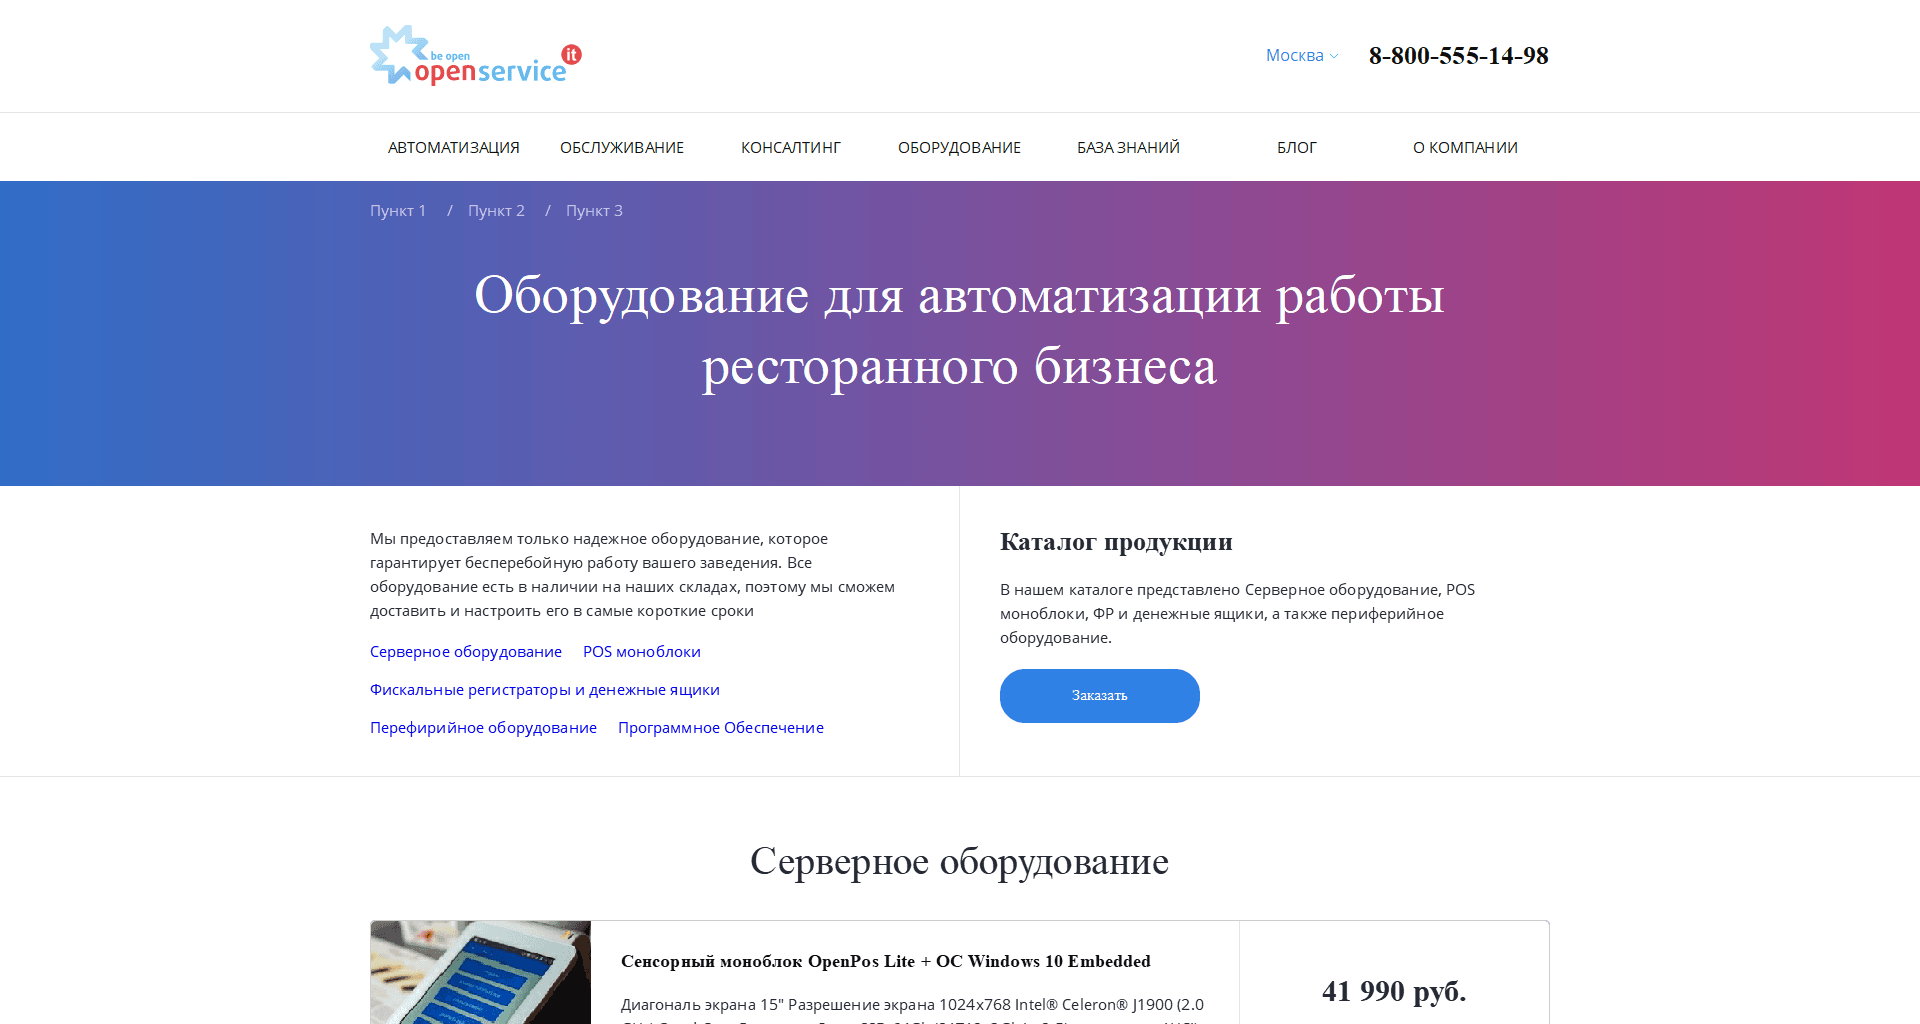 be open
openservice it
Москва
8-800-555-14-98
АВТОМАТИЗАЦИЯ
ОБСЛУЖИВАНИЕ
КОНСАЛТИНГ
ОБОРУДОВАНИЕ
БАЗА ЗНАНИЙ
БЛОГ
О КОМПАНИИ
Пункт 1 / Пункт 2 / Пункт 3
Оборудование для автоматизации работы
ресторанного бизнеса
Мы предоставляем только надежное оборудование, которое
гарантирует бесперебойную работу вашего заведения. Все
оборудование есть в наличии на наших складах, поэтому мы сможем
доставить и настроить его в самые короткие сроки
Серверное оборудование POS моноблоки
Фискальные регистраторы и денежные ящики
Перефирийное оборудование Программное Обеспечение
Каталог продукции
В нашем каталоге представлено Серверное оборудование, POS
моноблоки, ФР и денежные ящики, а также периферийное
оборудование.
Заказать
Серверное оборудование
Сенсорный моноблок OpenPos Lite + ОС Windows 10 Embedded
Диагональ экрана 15" Разрешение экрана 1024x768 Intel® Celeron® J1900 (2.0
41 990 руб.